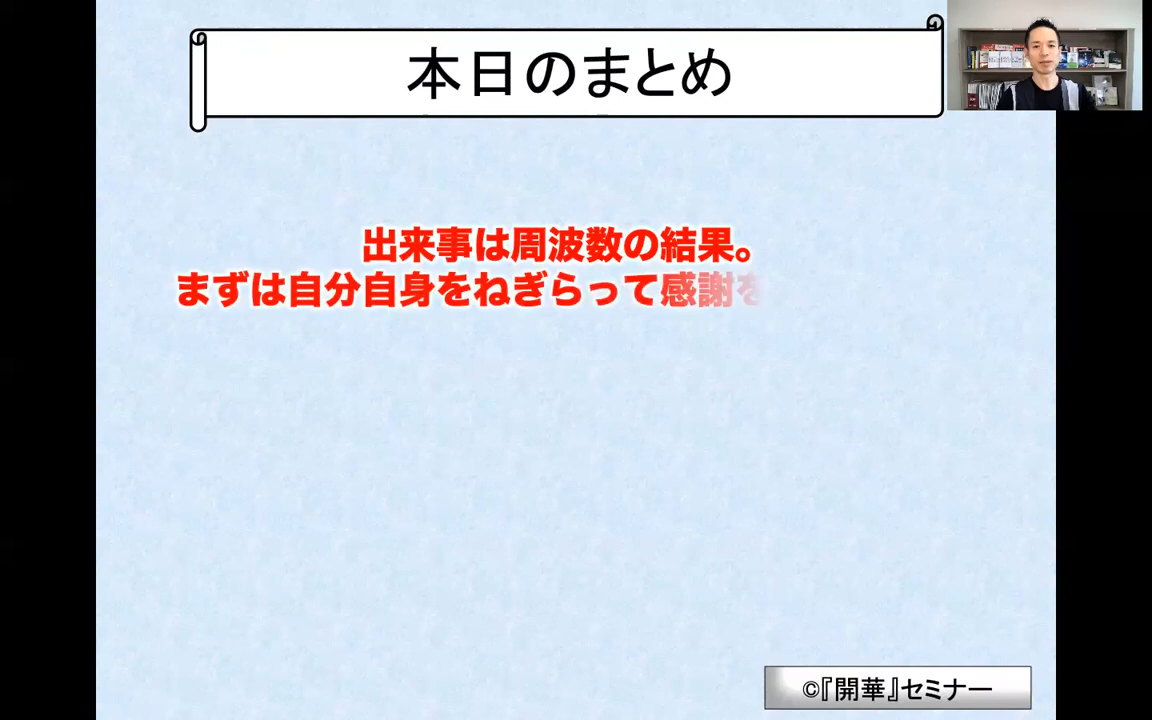 本日のまとめ
出来事は周波数の結果。
まずは自分自身をねぎらって感謝を
©『開華』セミナー